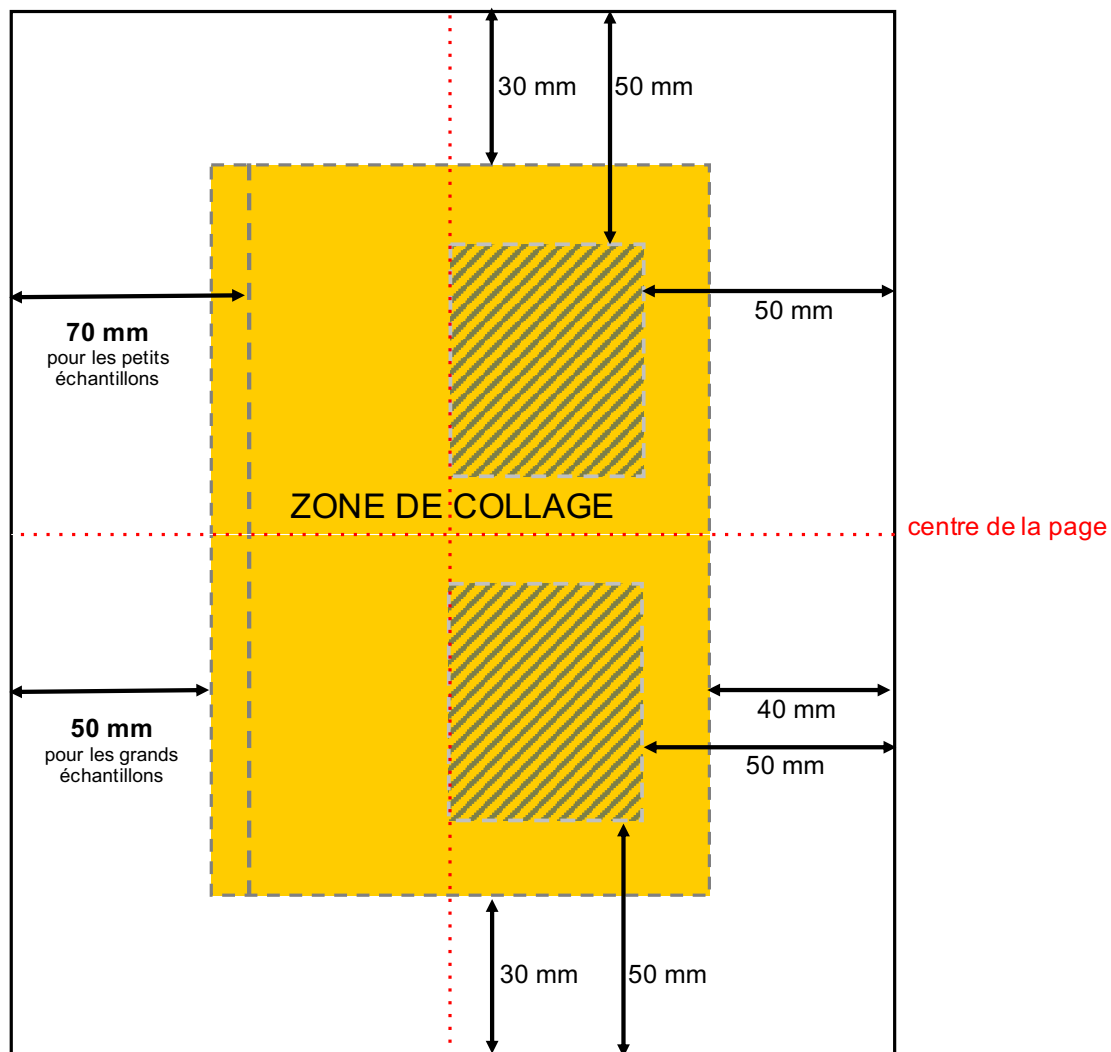 30 mm
50 mm
50 mm
70 mm
pour les petits
échantillons
ZONE DE COLLAGE
centre de la page
50 mm
pour les grands
échantillons
40 mm
50 mm
30 mm
50 mm